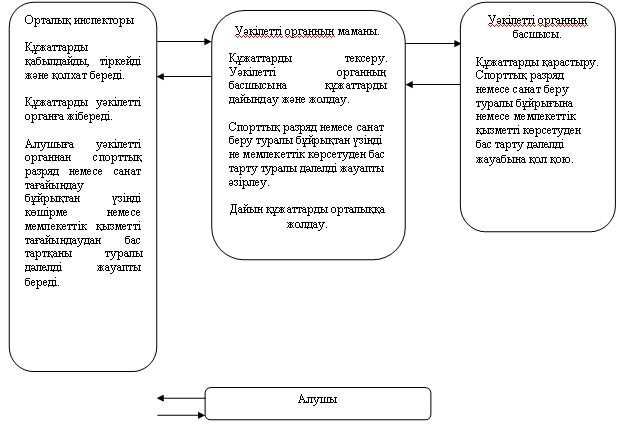 Орталық инспекторы
Құжаттарды
қабылдайды, тіркейді
және қолхат береді.
Құжаттарды уәкілетті
органға жібереді.
Алушыға уәкілетті
органнан спорттық
разряд немесе санат
тағайындау
бұйрықтан үзінді
көшірме немесе
мемлекеттік қызметті
тағайындаудан бас
тартқаны туралы
дәлелді жауапты
береді.
Уәкілетті органның маманы.
Құжаттарды тексеру.
Уәкілетті органның
басшысына құжаттарды
дайындау және жолдау.
Спорттық разряд немесе санат
беру туралы бұйрықтан үзінді
не мемлекеттік көрсетуден бас
тарту туралы дәлелді жауапты
әзірлеу.
Дайын құжаттарды орталыққа
жолдау.
Уәкілетті органның
басшысы.
Құжаттарды қарастыру.
Спорттық разряд
немесе санат беру
туралы бұйрығына
немесе мемлекеттік
қызметті көрсетуден
бас тарту дәлелді
жауабына қол қою.
Алушы